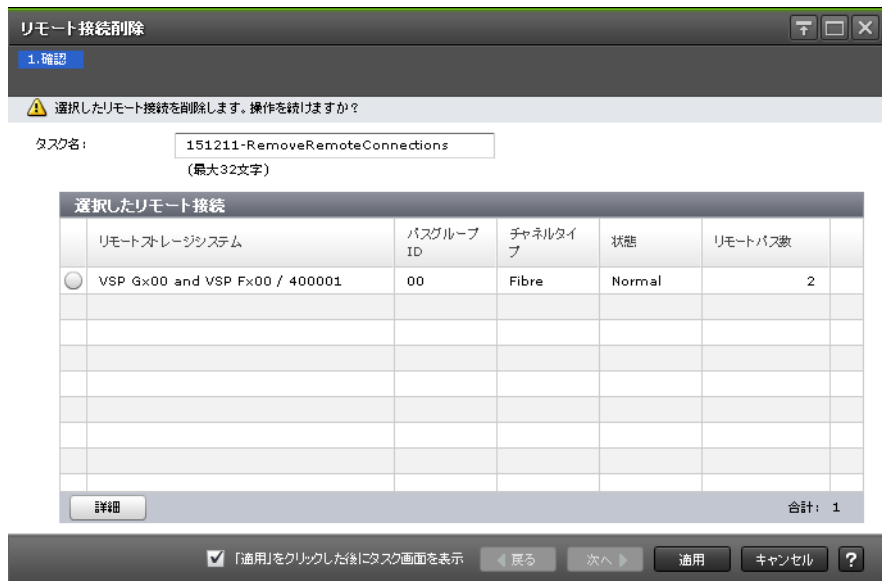 リモート接続削除
1.確認
選択したリモート接続を削除します。操作を続けますか?
タスク名: 151211-RemoveRemoteConnections
(最大32文字)
選択したリモート接続
リモートストレージシステム パスグループ ID チャネルタイプ 状態 リモートパス数
VSP Gx00 and VSP Fx00 / 400001 00 Fibre Normal 2
詳細 合計: 1
「適用」をクリックした後にタスク画面を表示 戻る 次へ 適用 キャンセル ?